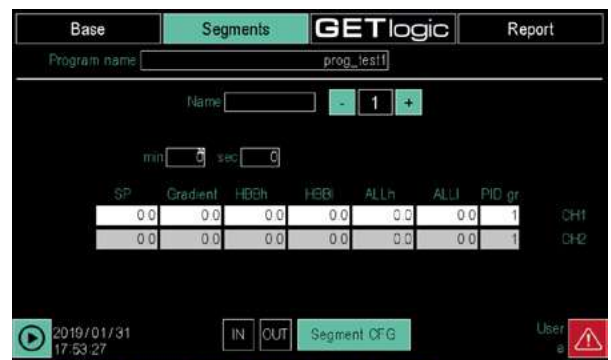 Base Segments GETlogic Report
Program name prog_test1
Name - 1 +
min 0 sec 0
SP Gradient HBBh HBBl ALLh ALLl PID gr
0.0 0.0 0.0 0.0 0.0 0.0 1 CH1
0.0 0.0 0.0 0.0 0.0 0.0 1 CH2
2019/01/31 IN OUT Segment CFG User
17:53:27 e